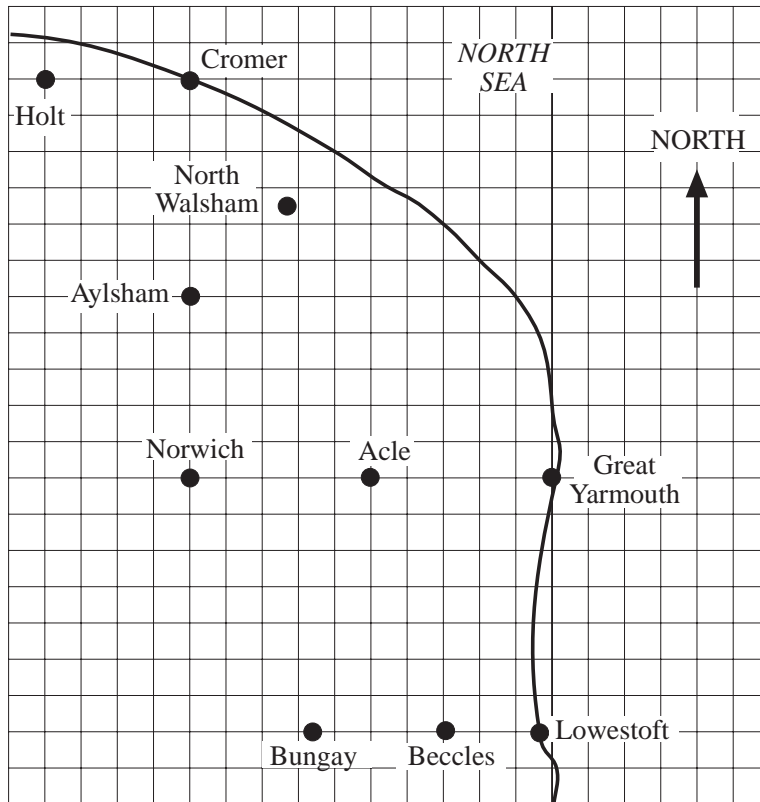 Cromer
NORTH
SEA
Holt
NORTH
North
Walsham
Aylsham
Norwich
Acle
Great
Yarmouth
Bungay
Beccles
Lowestoft